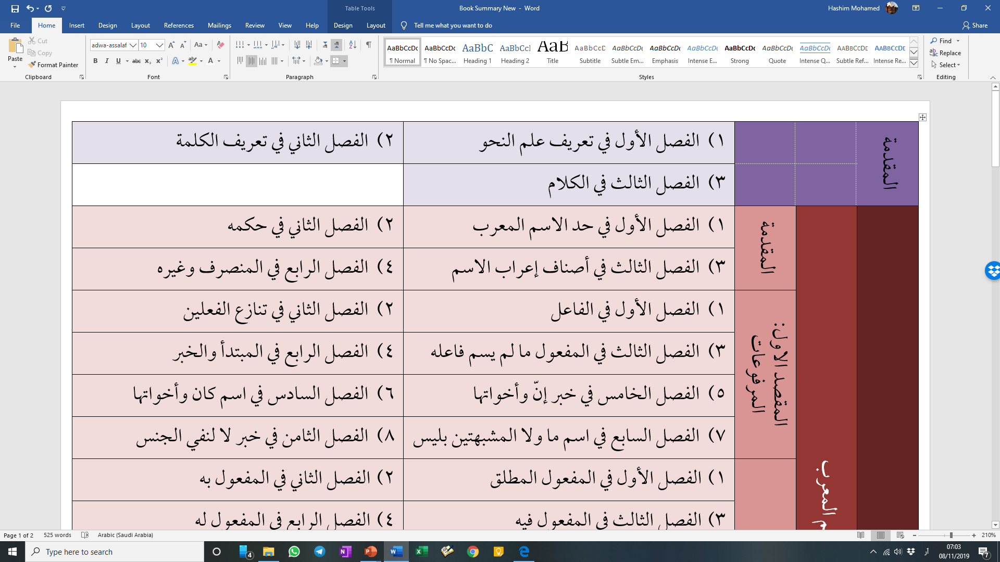 Table Tools
Book Summary New - Word
Hashim Mohamed
File Home Insert Design Layout References Mailings Review View Help Design Layout Tell me what you want to do Share
Paste
Cut
Copy
Format Painter
Clipboard
adwa-assalaf 10
Font
Paragraph
AaBbCcDc AaBbCcDc AaBbC AaBbCcI AaB AaBbCcD AaBbCcDc AaBbCcDc AaBbCcDc AaBbCcDc AaBbCcDc AaBbCcDc AABBCCDE AABBCCDE
¶ Normal ¶ No Spac... Heading 1 Heading 2 Title Subtitle Subtle Em... Emphasis Intense E... Strong Quote Intense Q... Subtle Ref... Intense Re...
Styles
Find
Replace
Select
Editing
المقدمة
١) الفصل الأول في تعريف علم النحو
٢) الفصل الثاني في تعريف الكلمة
٣) الفصل الثالث في الكلام
المقدمة
١) الفصل الأول في حد الاسم المعرب
٢) الفصل الثاني في حكمه
٣) الفصل الثالث في أصناف إعراب الاسم
٤) الفصل الرابع في المنصرف وغيره
المقصد الاول:
المرفوعات
١) الفصل الأول في الفاعل
٢) الفصل الثاني في تنازع الفعلين
٣) الفصل الثالث في المفعول ما لم يسم فاعله
٤) الفصل الرابع في المبتدأ والخبر
٥) الفصل الخامس في خبر إنّ وأخواتها
٦) الفصل السادس في اسم كان وأخواتها
٧) الفصل السابع في اسم ما ولا المشبهتين بليس
٨) الفصل الثامن في خبر لا لنفي الجنس
المعرب
١) الفصل الأول في المفعول المطلق
٢) الفصل الثاني في المفعول به
٣) الفصل الثالث في المفعول فيه
٤) الفصل الرابع في المفعول له
Page 1 of 2 525 words Arabic (Saudi Arabia) 210%
Type here to search
4
07:03
08/11/2019
7